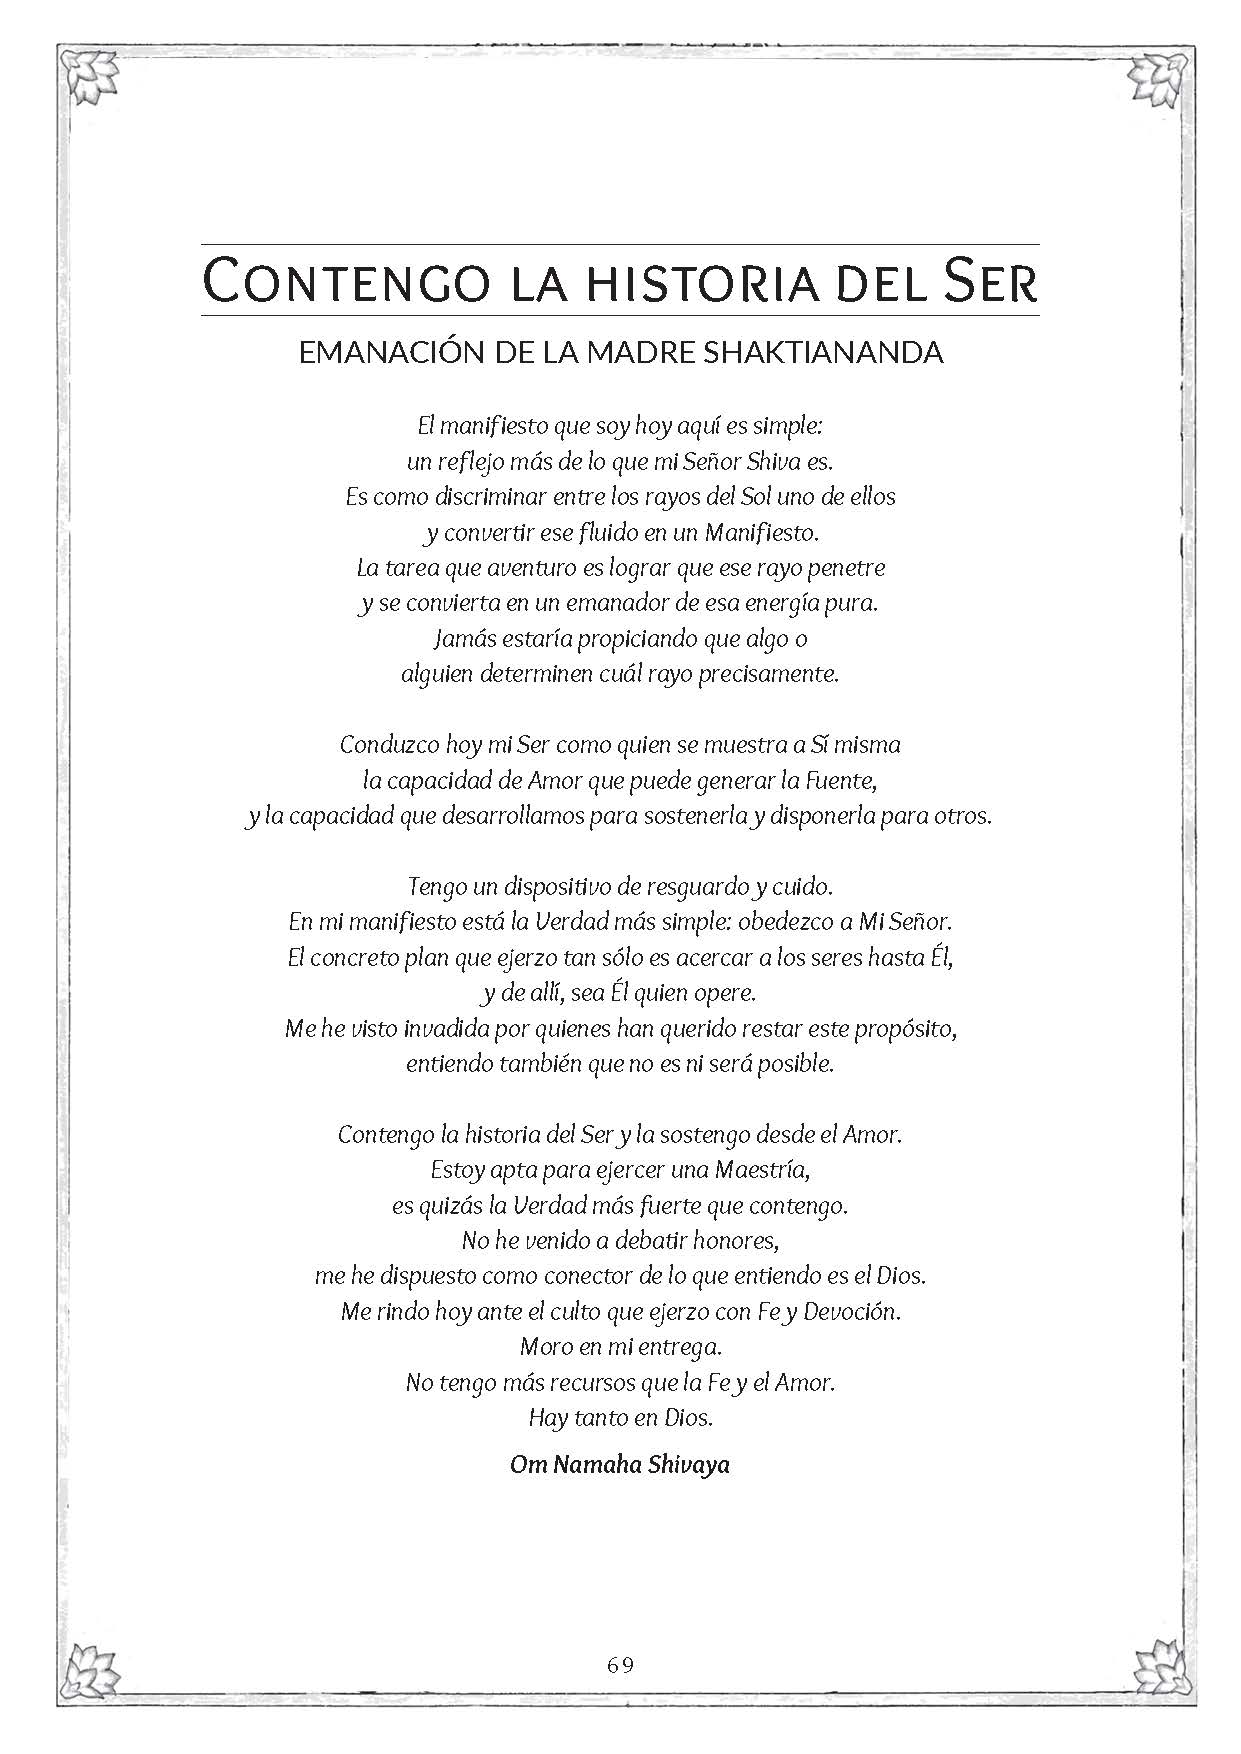 Contengo la historia del Ser
EMANACIÓN DE LA MADRE SHAKTIANANDA
El manifiesto que soy hoy aquí es simple:
un reflejo más de lo que mi Señor Shiva es.
Es como discriminar entre los rayos del Sol uno de ellos
y convertir ese fluido en un Manifiesto.
La tarea que aventuro es lograr que ese rayo penetre
y se convierta en un emanador de esa energía pura.
Jamás estaría propiciando que algo o
alguien determinen cuál rayo precisamente.
Conduzco hoy mi Ser como quien se muestra a Sí misma
la capacidad de Amor que puede generar la Fuente,
y la capacidad que desarrollamos para sostenerla y disponerla para otros.
Tengo un dispositivo de resguardo y cuido.
En mi manifiesto está la Verdad más simple: obedezco a Mi Señor.
El concreto plan que ejerzo tan sólo es acercar a los seres hasta Él,
y de allí, sea Él quien opere.
Me he visto invadida por quienes han querido restar este propósito,
entiendo también que no es ni será posible.
Contengo la historia del Ser y la sostengo desde el Amor.
Estoy apta para ejercer una Maestría,
es quizás la Verdad más fuerte que contengo.
No he venido a debatir honores,
me he dispuesto como conector de lo que entiendo es el Dios.
Me rindo hoy ante el culto que ejerzo con Fe y Devoción.
Moro en mi entrega.
No tengo más recursos que la Fe y el Amor.
Hay tanto en Dios.
Om Namaha Shivaya
69